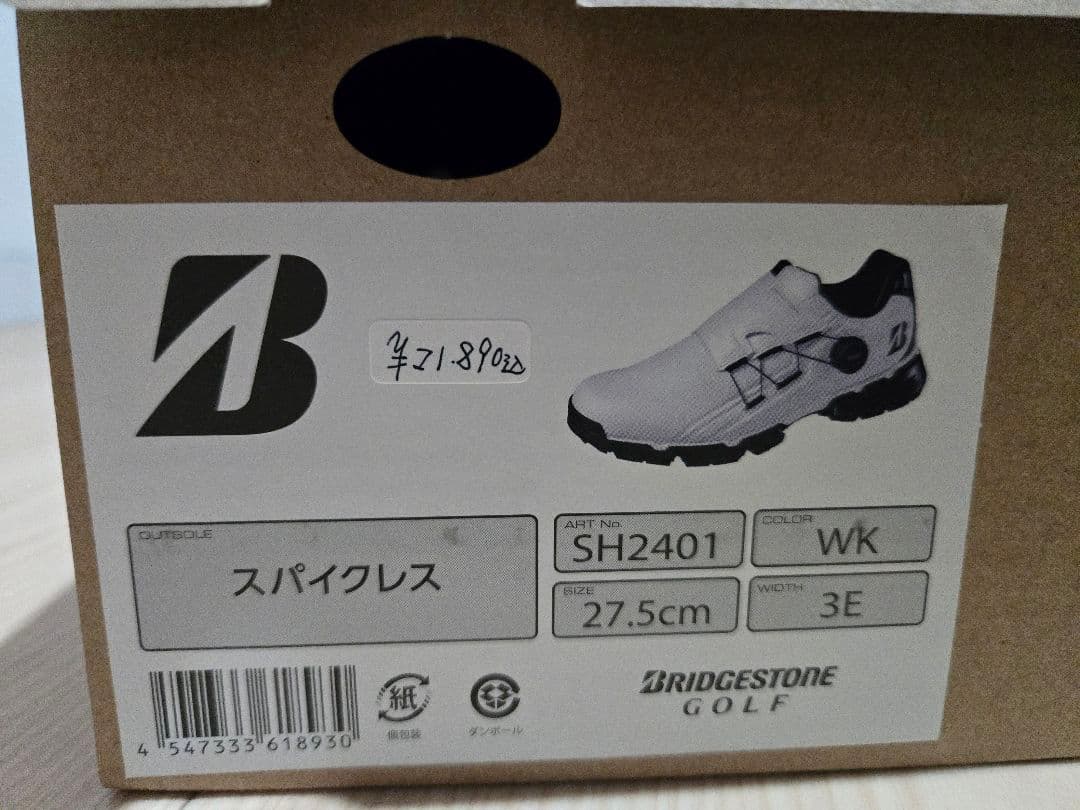 ¥21.890込
OUTSOLE
スパイクレス
ART No.
SH2401
COLOR
WK
SIZE
27.5cm
WIDTH
3E
4 547333 618930
紙
個包装
ダンボール
BRIDGESTONE
GOLF